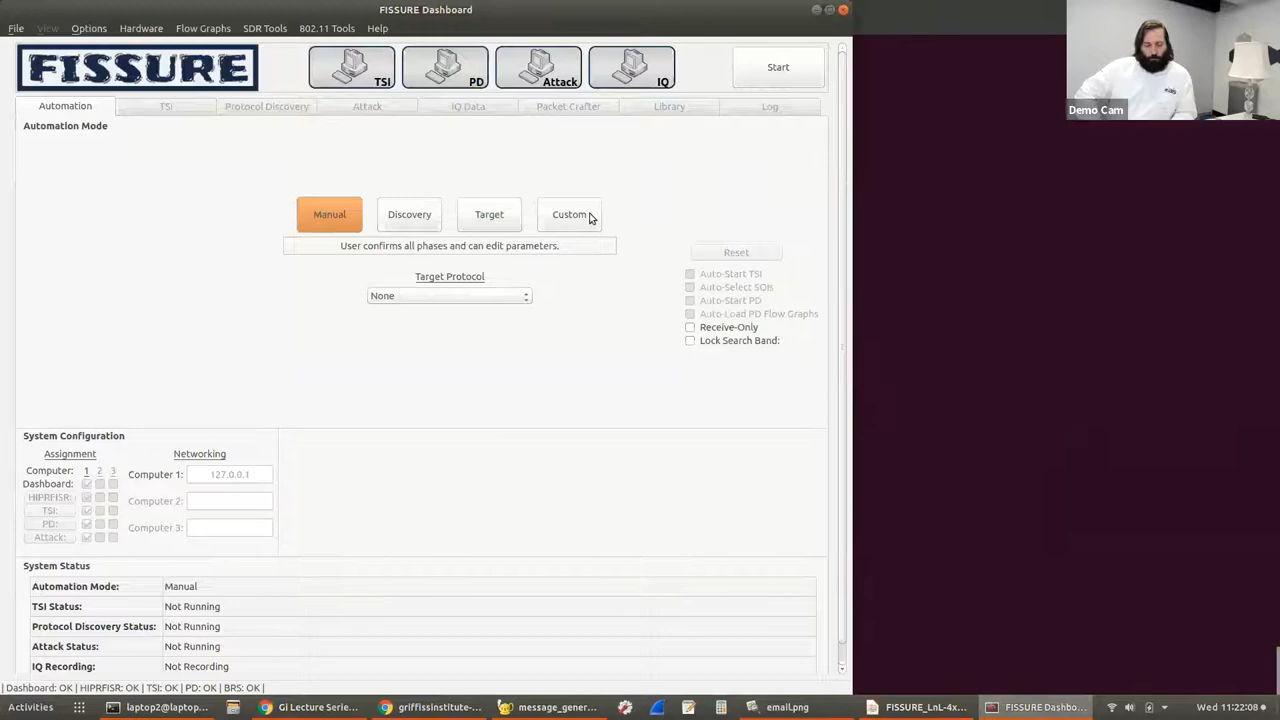 FISSURE Dashboard
File View Options Hardware Flow Graphs SDR Tools 802.11 Tools Help
FISSURE TSI PD Attack IQ Start
Automation TSI Protocol Discovery Attack IQ Data Packet Crafter Library Log
Automation Mode
Manual Discovery Target Custom
User confirms all phases and can edit parameters.
Target Protocol
None
Reset
Auto-Start TSI
Auto-Select SOIs
Auto-Start PD
Auto-Load PD Flow Graphs
Receive-Only
Lock Search Band:
System Configuration
Assignment Networking
Computer: 1 2 3 Computer 1: 127.0.0.1
Dashboard:
HIPRFISR: Computer 2:
TSI:
PD: Computer 3:
Attack:
System Status
Automation Mode: Manual
TSI Status: Not Running
Protocol Discovery Status: Not Running
Attack Status: Not Running
IQ Recording: Not Recording
| Dashboard: OK | HIPRFISR: OK | TSI: OK | PD: OK | BRS: OK |
Activities laptop2@laptop... GI Lecture Serie... griffissinstitute-... message_gener... email.png FISSURE_LnL-4x... FISSURE Dashbo... 11:22:08
Demo Cam